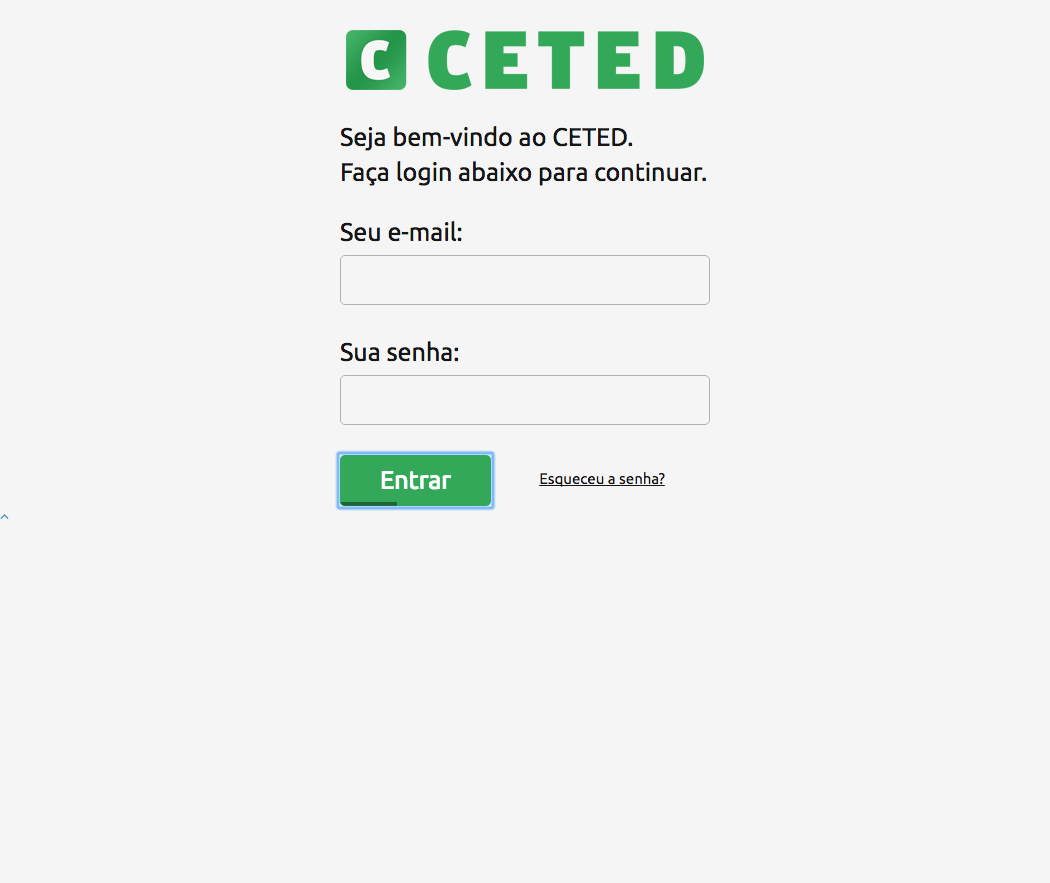 C CETED
Seja bem-vindo ao CETED.
Faça login abaixo para continuar.
Seu e-mail:
Sua senha:
Entrar
Esqueceu a senha?